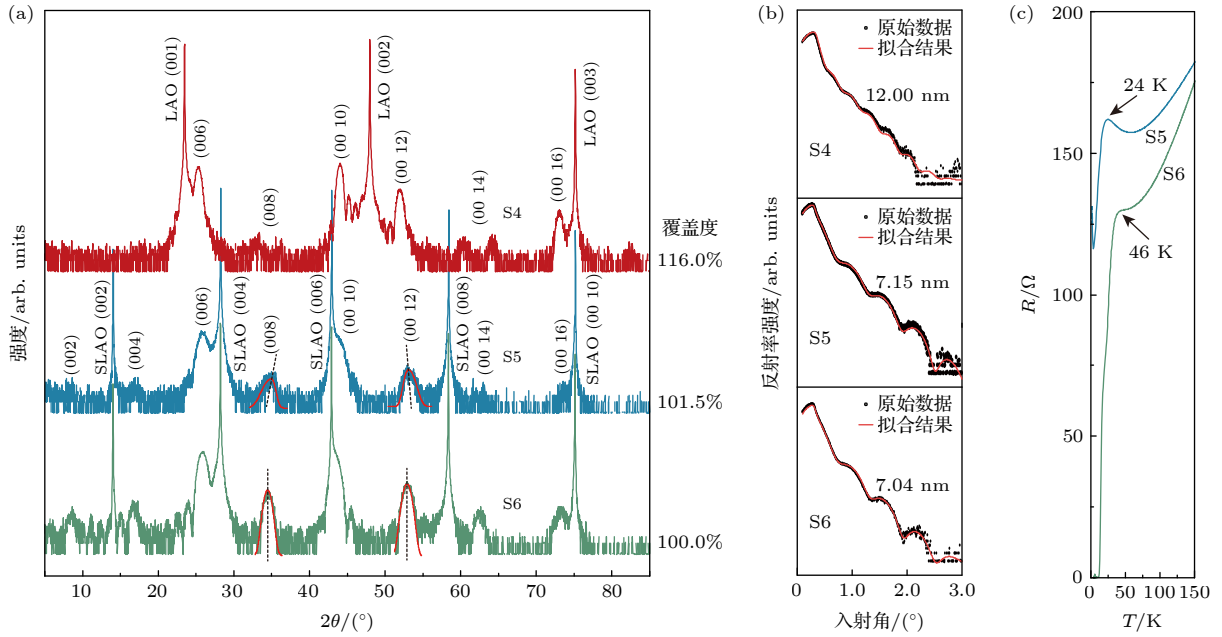 (a)
强度/arb. units
LAO (001)
(006)
(008)
(00 10)
LAO (002)
(00 12)
(00 14)
(00 16)
LAO (003)
S4
覆盖度
116.0%
(002)
SLAO (002)
(004)
(006)
SLAO (004)
(008)
SLAO (006)
(00 10)
(00 12)
SLAO (008)
(00 14)
(00 16)
SLAO (00 10)
S5
101.5%
S6
100.0%
10 20 30 40 50 60 70 80
2θ/(°)
(b)
反射率强度/arb. units
原始数据
拟合结果
12.00 nm
S4
原始数据
拟合结果
7.15 nm
S5
原始数据
拟合结果
7.04 nm
S6
0 1.0 2.0 3.0
入射角/(°)
(c)
R/Ω
200
150
100
50
0
24 K
S5
S6
46 K
0 50 100 150
T/K